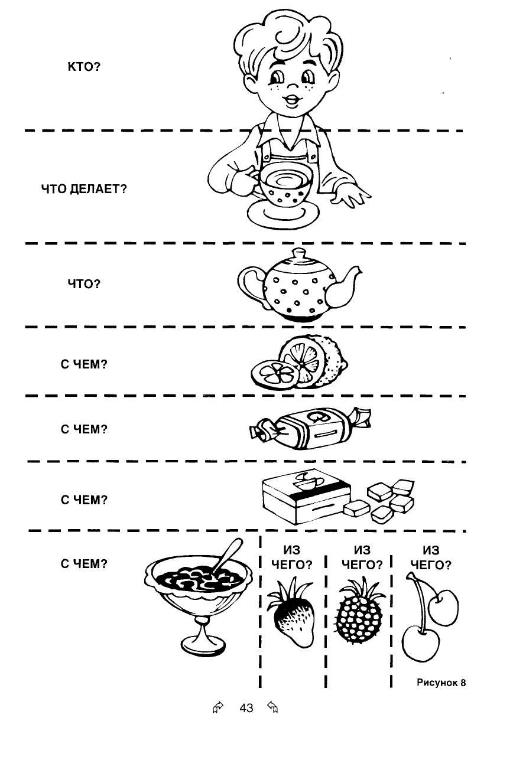 КТО?
ЧТО ДЕЛАЕТ?
ЧТО?
С ЧЕМ?
С ЧЕМ?
С ЧЕМ?
С ЧЕМ?
ИЗ
ЧЕГО?
ИЗ
ЧЕГО?
ИЗ
ЧЕГО?
Рисунок 8
43